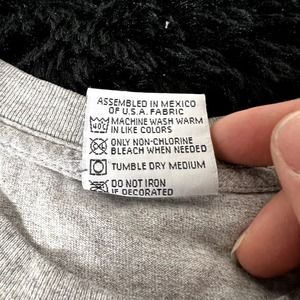 ASSEMBLED IN MEXICO
OF U.S.A. FABRIC
40°C
MACHINE WASH WARM
IN LIKE COLORS
ONLY NON-CHLORINE
BLEACH WHEN NEEDED
TUMBLE DRY MEDIUM
DO NOT IRON
IF DECORATED